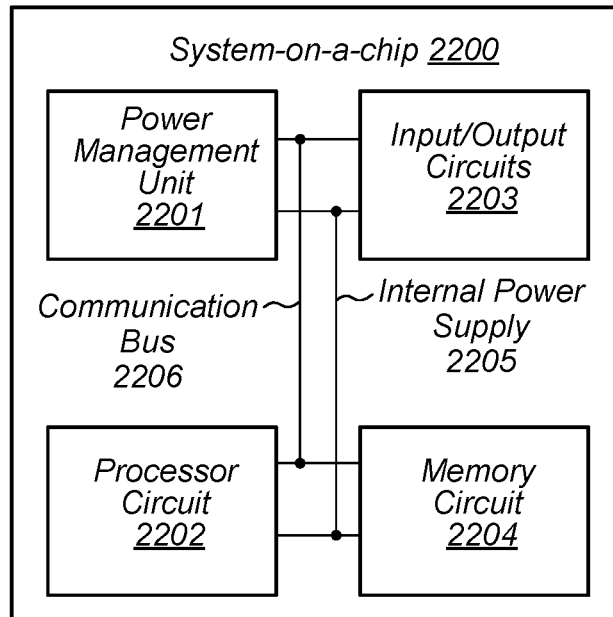 System-on-a-chip 2200
Power
Management
Unit
2201
Input/Output
Circuits
2203
Communication
Bus
2206
Internal Power
Supply
2205
Processor
Circuit
2202
Memory
Circuit
2204